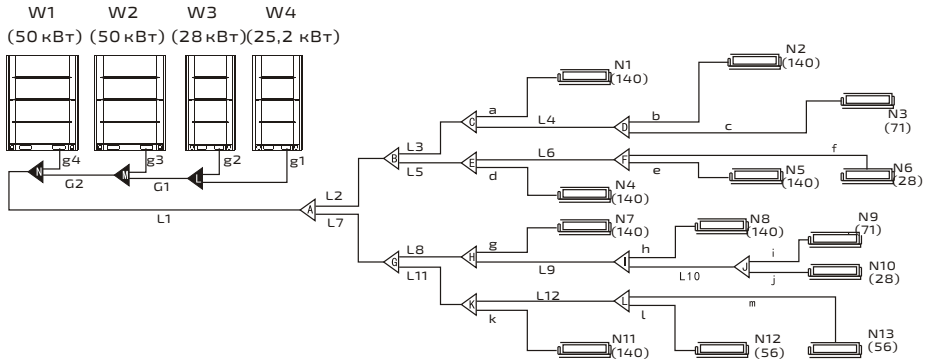 W1 W2 W3 W4
(50 кВт) (50 кВт) (28 кВт) (25,2 кВт)
N1
(140)
N2
(140)
N3
(71)
a
b
c
C
L4
D
L3
B
L5
E
d
L6
F
e
f
N4
(140)
N5
(140)
N6
(28)
g4 g3 g2 g1
N G2 M G1 L
L1
L2
A
L7
N7
(140)
N8
(140)
N9
(71)
N10
(28)
g
h
i
j
L8
H
G
L11
L9
I
L10
J
K
k
L12
L
l
m
N11
(140)
N12
(56)
N13
(56)